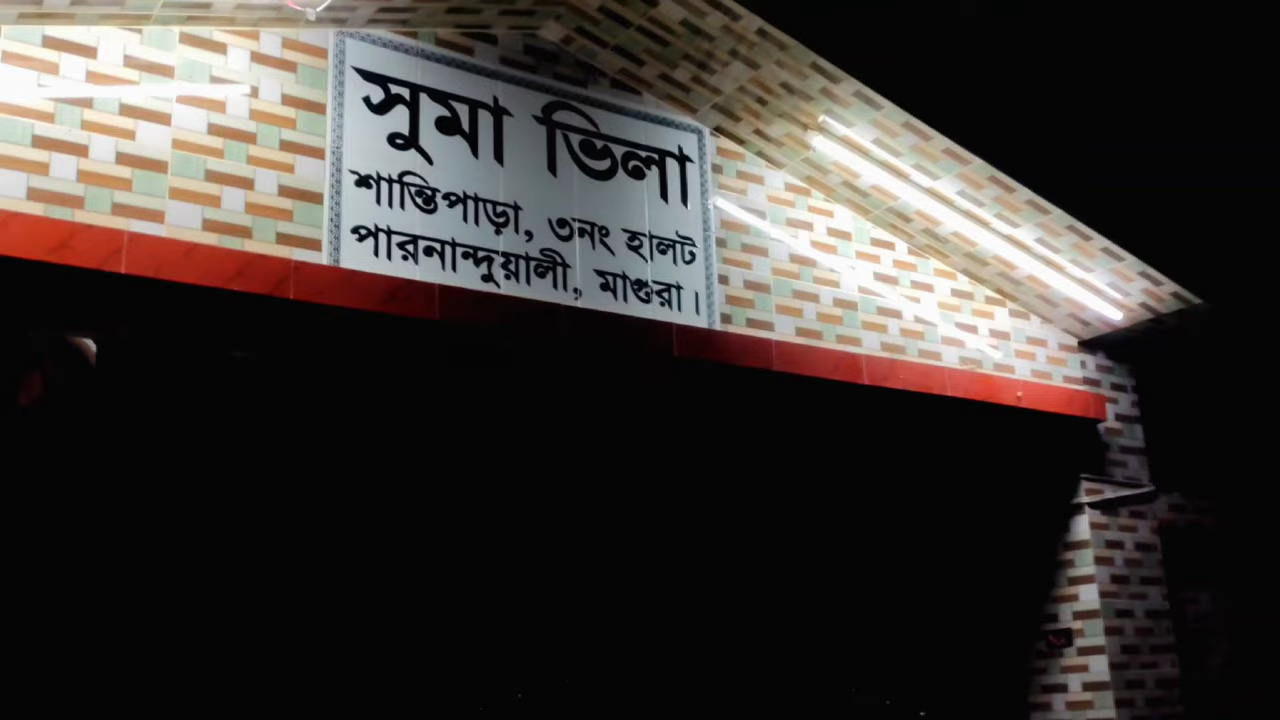 সুমা ভিলা
শান্তিপাড়া, ৩নং হালট
পারনান্দুয়ালী, মাগুরা।